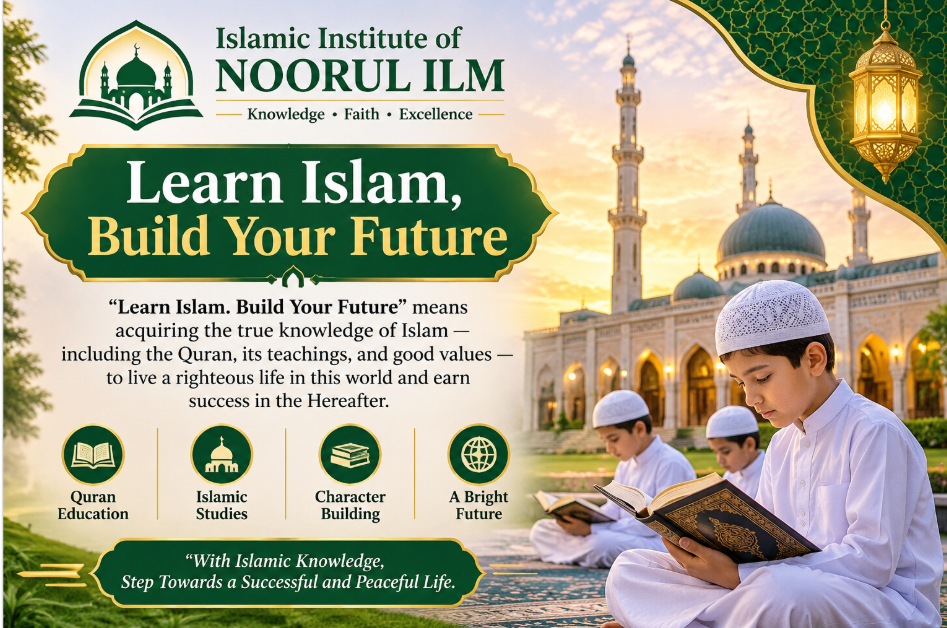 Islamic Institute of
NOORUL ILM
Knowledge • Faith • Excellence
Learn Islam,
Build Your Future
“Learn Islam. Build Your Future” means
acquiring the true knowledge of Islam —
including the Quran, its teachings, and good values —
to live a righteous life in this world and earn
success in the Hereafter.
Quran
Education
Islamic
Studies
Character
Building
A Bright
Future
“With Islamic Knowledge,
Step Towards a Successful and Peaceful Life.